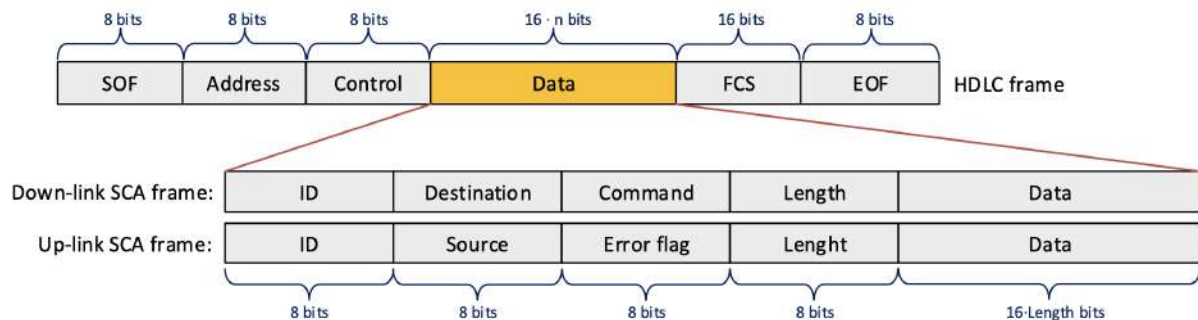 8 bits 8 bits 8 bits 16 · n bits 16 bits 8 bits
SOF Address Control Data FCS EOF HDLC frame
Down-link SCA frame: ID Destination Command Length Data
Up-link SCA frame: ID Source Error flag Lenght Data
8 bits 8 bits 8 bits 8 bits 16·Length bits